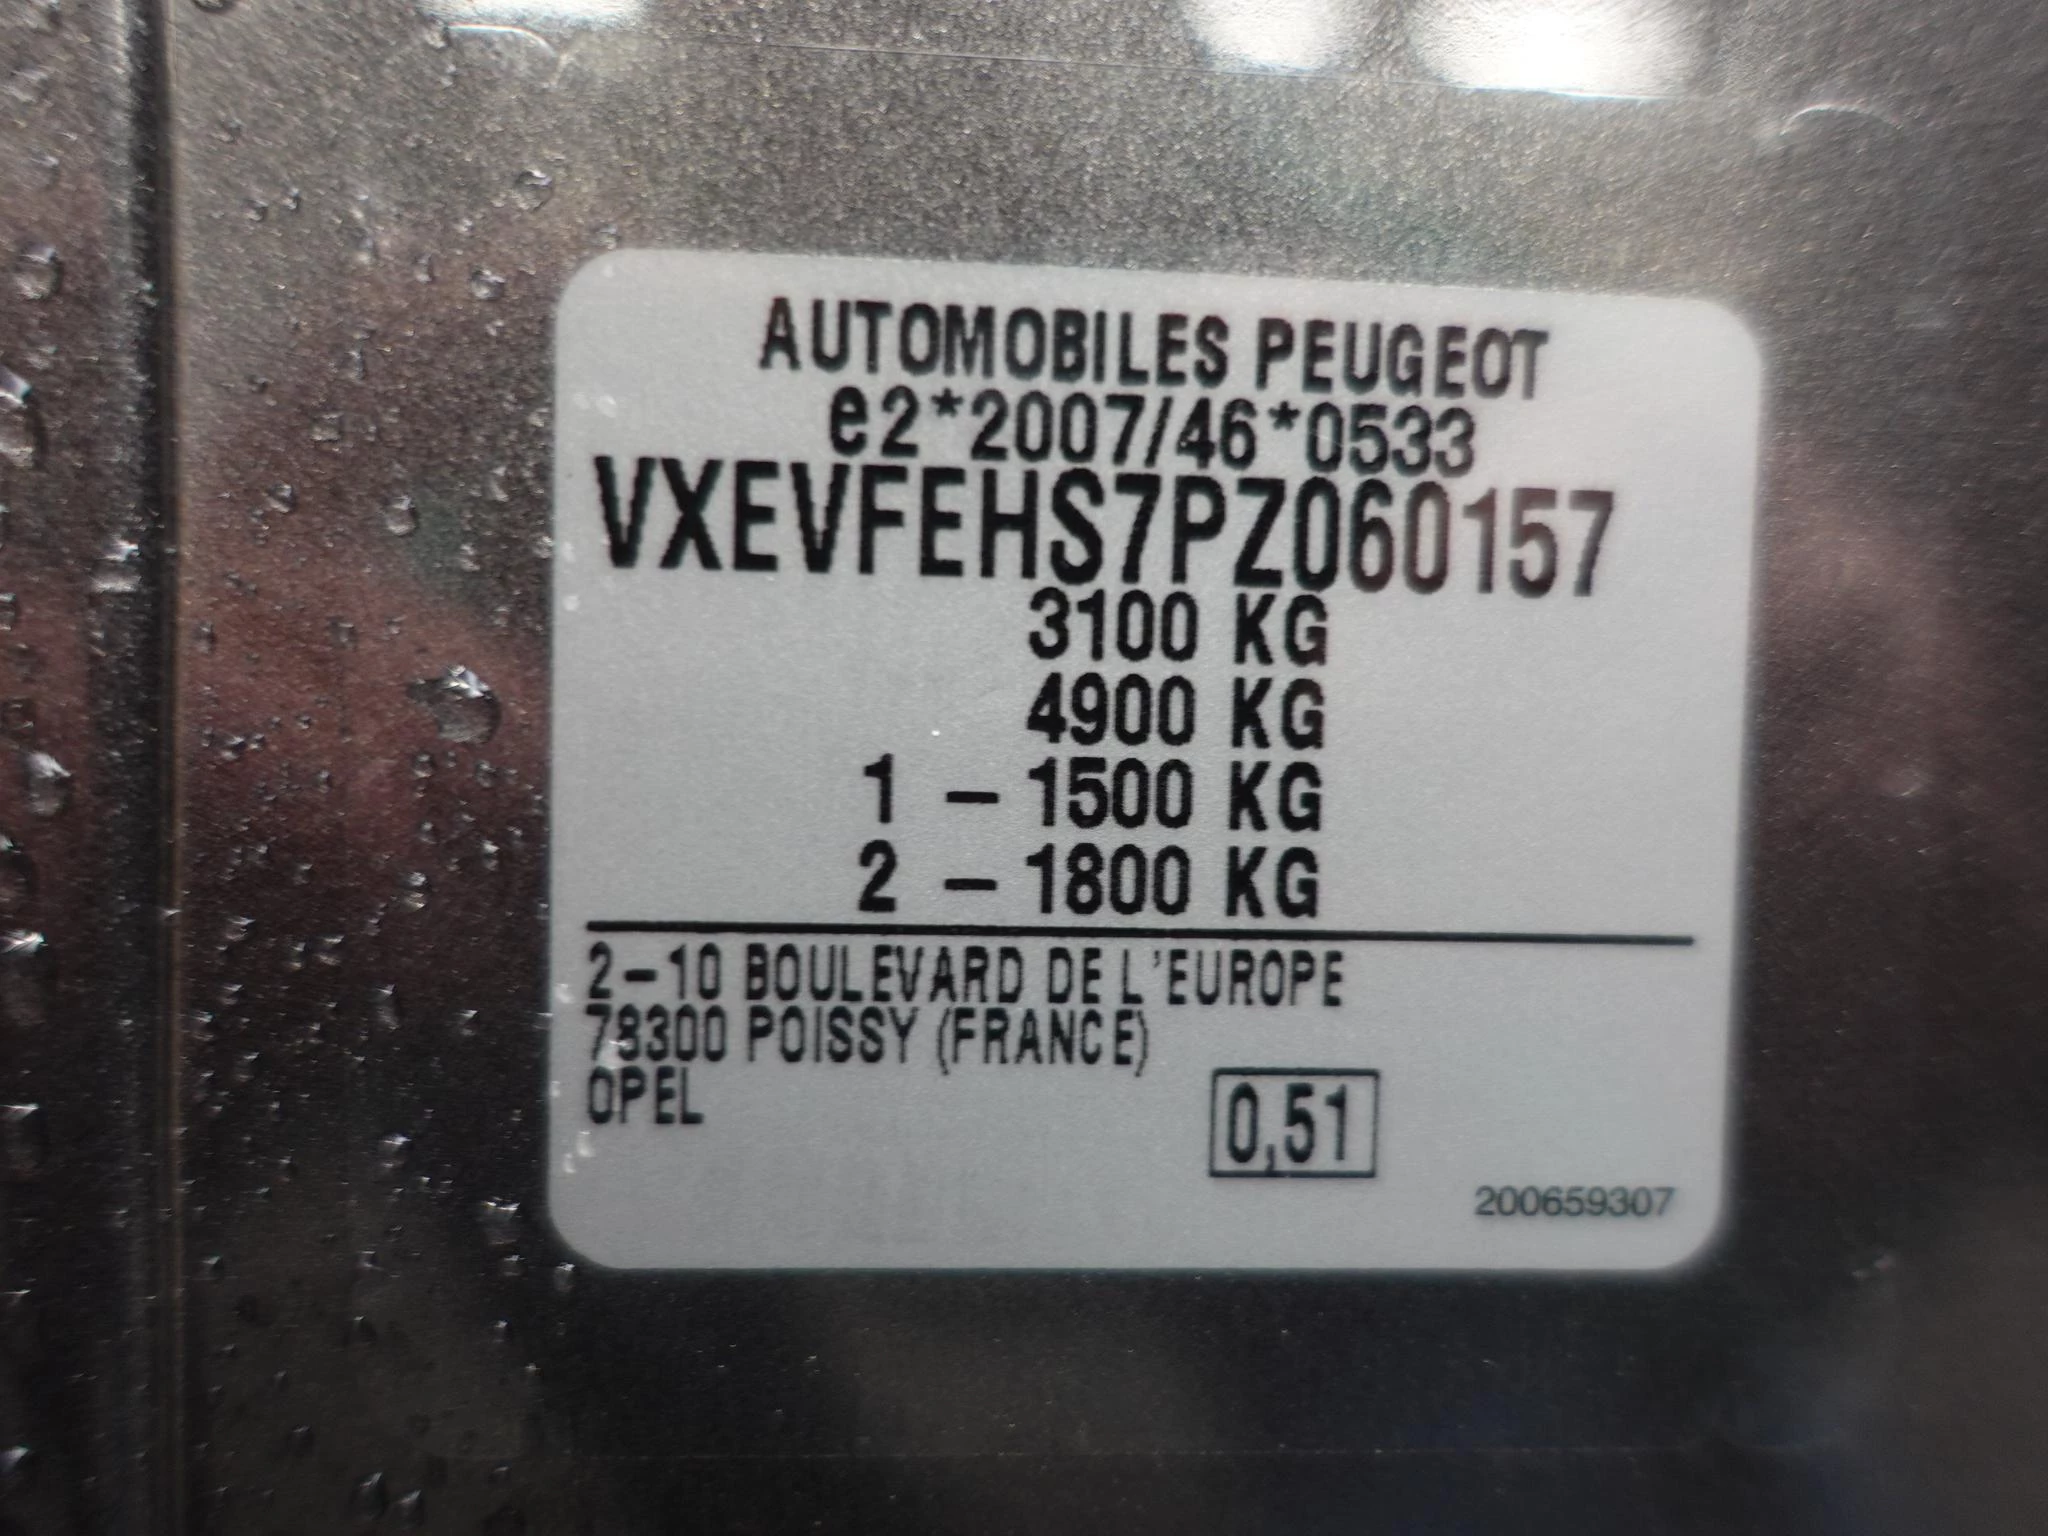 AUTOMOBILES PEUGEOT
e2*2007/46*0533
VXEVFEHS7PZ060157
3100 KG
4900 KG
1 - 1500 KG
2 - 1800 KG
2-10 BOULEVARD DE L'EUROPE
78300 POISSY (FRANCE)
OPEL
0,51
200659307